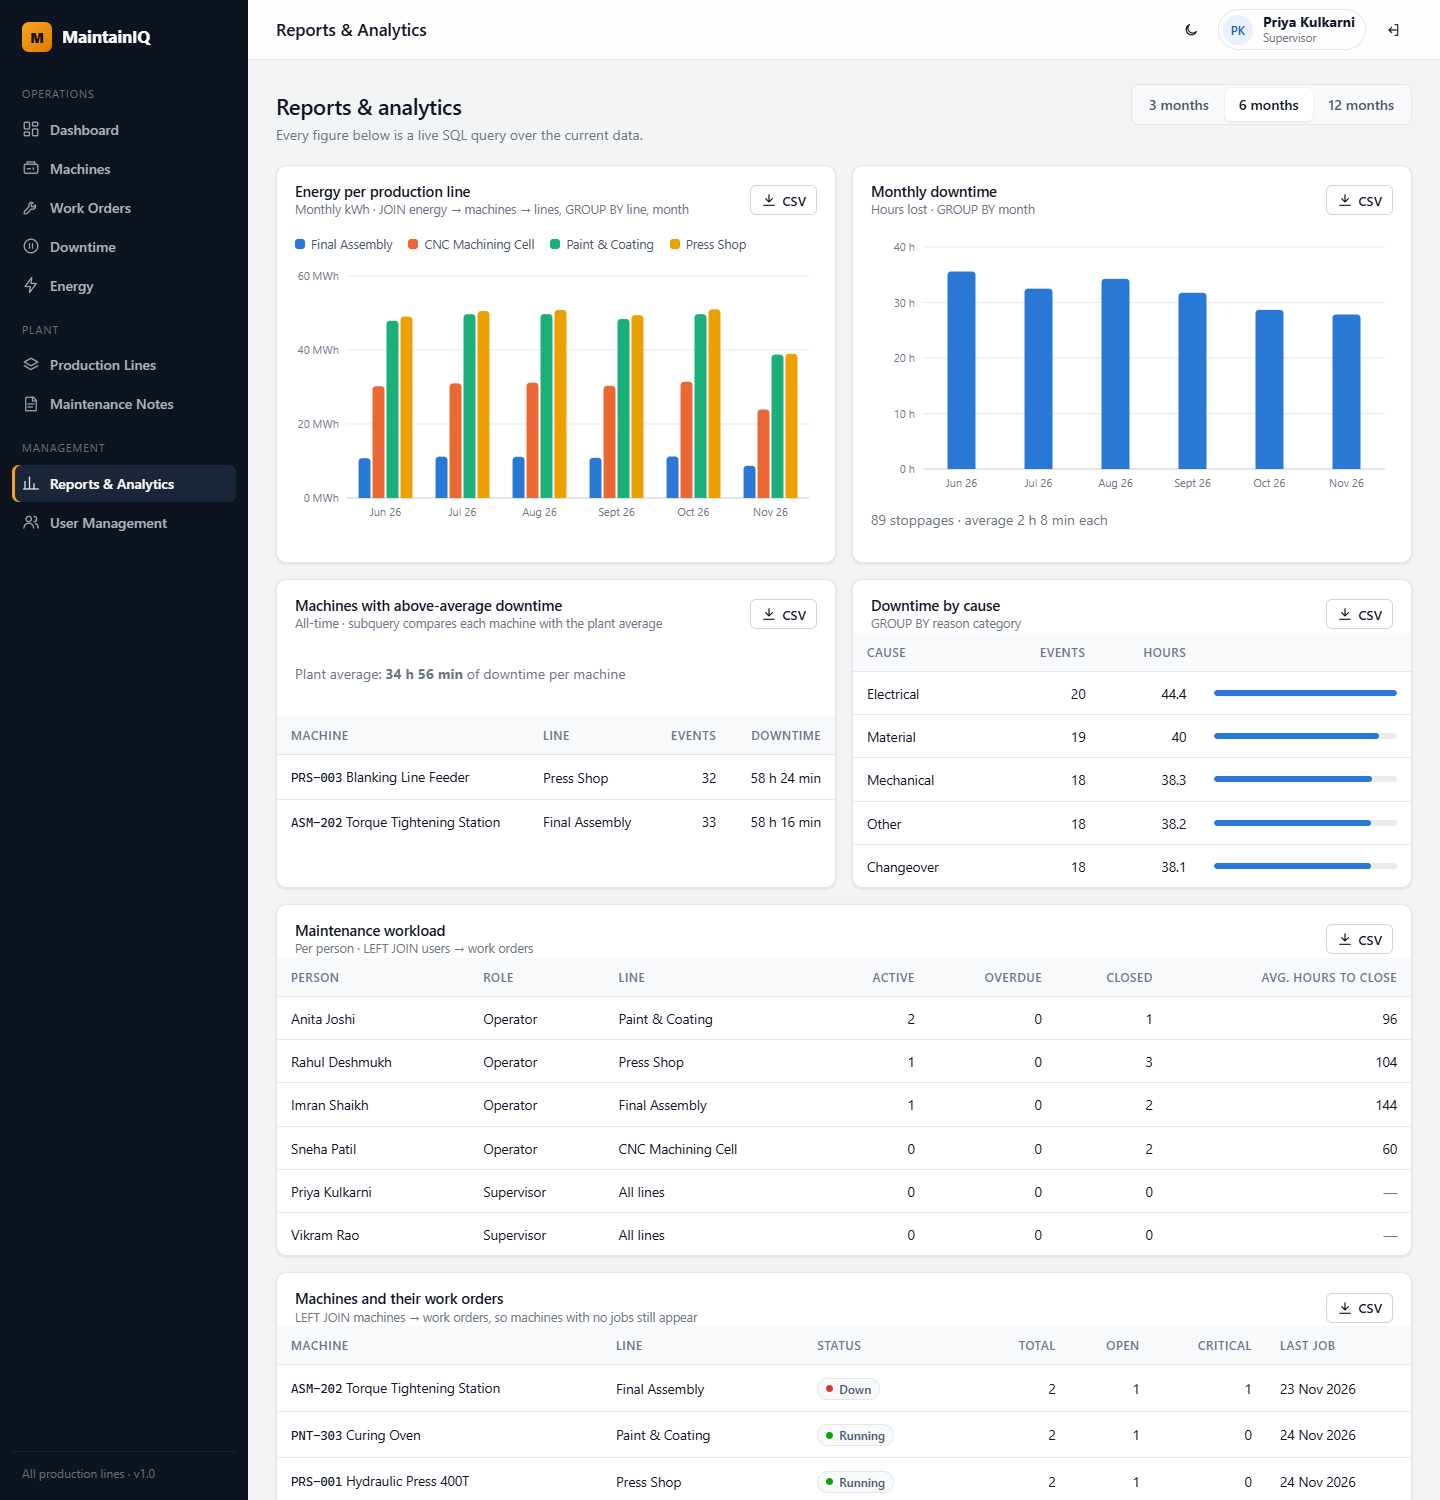 M MaintainIQ
OPERATIONS
Dashboard
Machines
Work Orders
Downtime
Energy
PLANT
Production Lines
Maintenance Notes
MANAGEMENT
Reports & Analytics
User Management
All production lines · v1.0
Reports & Analytics
PK
Priya Kulkarni
Supervisor
Reports & analytics
Every figure below is a live SQL query over the current data.
3 months 6 months 12 months
Energy per production line
Monthly kWh · JOIN energy → machines → lines, GROUP BY line, month
CSV
Final Assembly CNC Machining Cell Paint & Coating Press Shop
60 MWh
40 MWh
20 MWh
0 MWh
Jun 26 Jul 26 Aug 26 Sept 26 Oct 26 Nov 26
Monthly downtime
Hours lost · GROUP BY month
CSV
40 h
30 h
20 h
10 h
0 h
Jun 26 Jul 26 Aug 26 Sept 26 Oct 26 Nov 26
89 stoppages · average 2 h 8 min each
Machines with above-average downtime
All-time · subquery compares each machine with the plant average
CSV
Plant average: 34 h 56 min of downtime per machine
MACHINE LINE EVENTS DOWNTIME
PRS-003 Blanking Line Feeder Press Shop 32 58 h 24 min
ASM-202 Torque Tightening Station Final Assembly 33 58 h 16 min
Downtime by cause
GROUP BY reason category
CSV
CAUSE EVENTS HOURS
Electrical 20 44.4
Material 19 40
Mechanical 18 38.3
Other 18 38.2
Changeover 18 38.1
Maintenance workload
Per person · LEFT JOIN users → work orders
CSV
PERSON ROLE LINE ACTIVE OVERDUE CLOSED AVG. HOURS TO CLOSE
Anita Joshi Operator Paint & Coating 2 0 1 96
Rahul Deshmukh Operator Press Shop 1 0 3 104
Imran Shaikh Operator Final Assembly 1 0 2 144
Sneha Patil Operator CNC Machining Cell 0 0 2 60
Priya Kulkarni Supervisor All lines 0 0 0 —
Vikram Rao Supervisor All lines 0 0 0 —
Machines and their work orders
LEFT JOIN machines → work orders, so machines with no jobs still appear
CSV
MACHINE LINE STATUS TOTAL OPEN CRITICAL LAST JOB
ASM-202 Torque Tightening Station Final Assembly Down 2 1 1 23 Nov 2026
PNT-303 Curing Oven Paint & Coating Running 2 1 0 24 Nov 2026
PRS-001 Hydraulic Press 400T Press Shop Running 2 1 0 24 Nov 2026